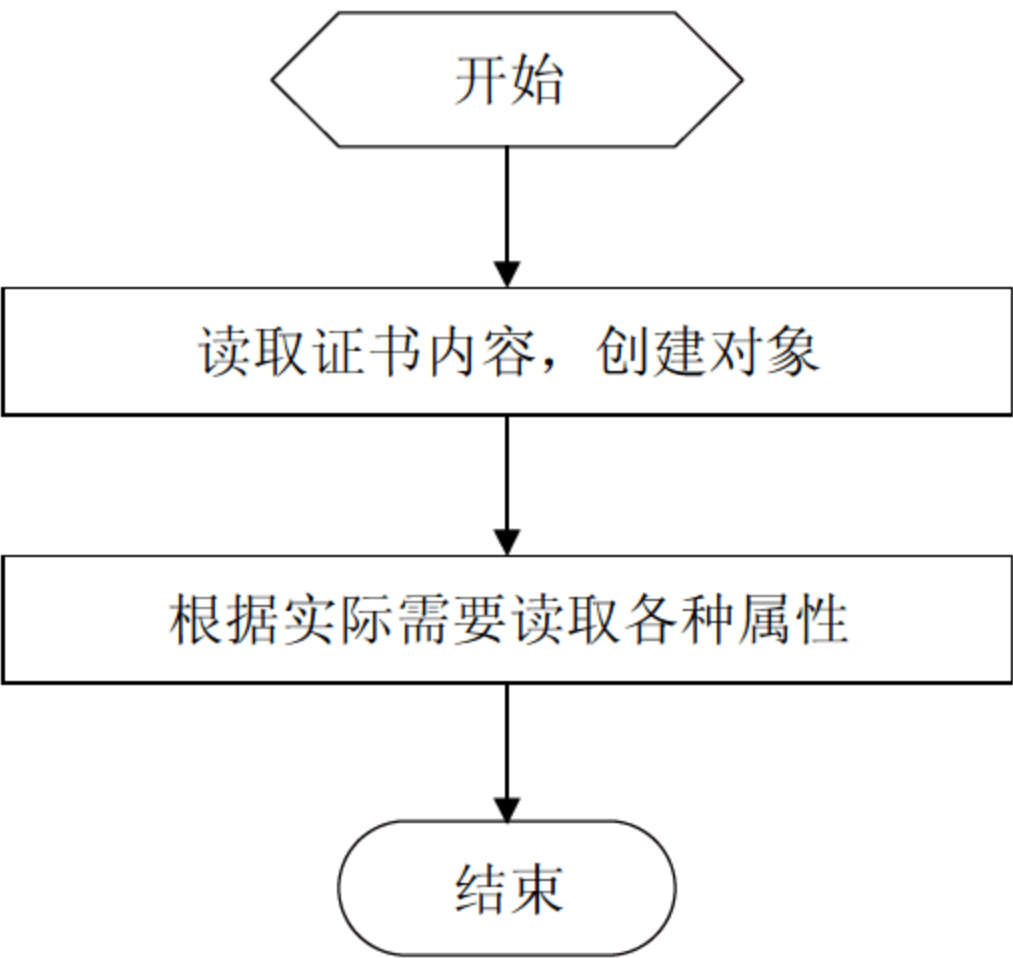 开始
读取证书内容，创建对象
根据实际需要读取各种属性
结束